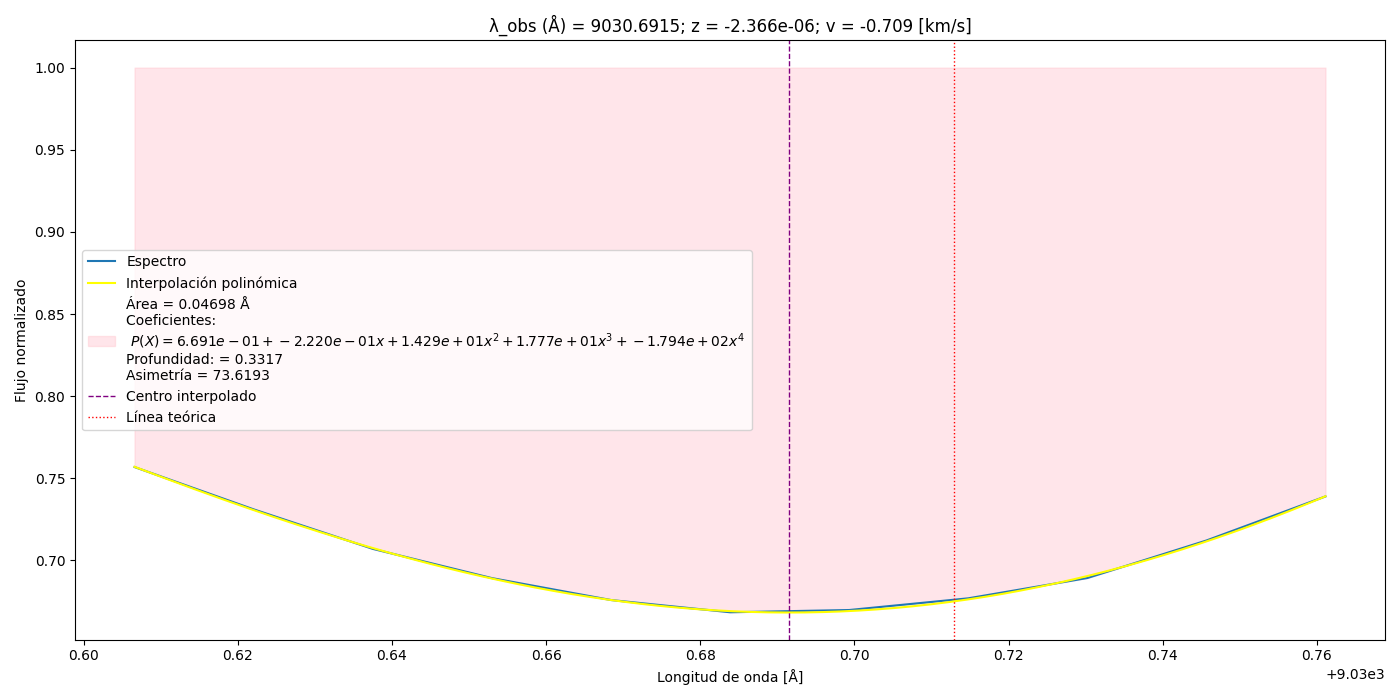 λ_obs (Å) = 9030.6915; z = -2.366e-06; v = -0.709 [km/s]
1.00
0.95
0.90
0.85
0.80
0.75
0.70
Flujo normalizado
Espectro
Interpolación polinómica
Área = 0.04698 Å
Coeficientes:
P(X) = 6.691e − 01 + −2.220e − 01x + 1.429e + 01x² + 1.777e + 01x³ + −1.794e + 02x⁴
Profundidad: = 0.3317
Asimetría = 73.6193
Centro interpolado
Línea teórica
0.60 0.62 0.64 0.66 0.68 0.70 0.72 0.74 0.76
+9.03e3
Longitud de onda [Å]